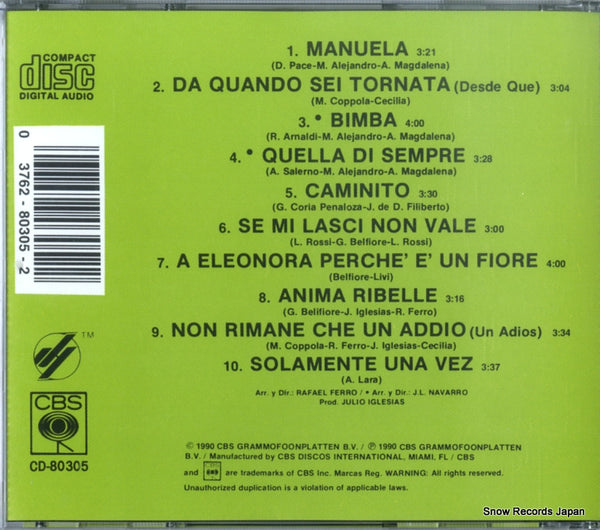 COMPACT
disc
DIGITAL AUDIO
0 3762-80305-2
TM
CBS
CD-80305
1. MANUELA 3:21
(D. Pace-M. Alejandro-A. Magdalena)
2. DA QUANDO SEI TORNATA (Desde Que) 3:04
(M. Coppola-Cecilia)
3. • BIMBA 4:00
(R. Arnaldi-M. Alejandro-A. Magdalena)
4. • QUELLA DI SEMPRE 3:28
(A. Salerno-M. Alejandro-A. Magdalena)
5. CAMINITO 3:30
(G. Coria Penaloza-J. de D. Filiberto)
6. SE MI LASCI NON VALE 3:00
(L. Rossi-G. Belfiore-L. Rossi)
7. A ELEONORA PERCHE' E' UN FIORE 4:00
(Belfiore-Livi)
8. ANIMA RIBELLE 3:16
(G. Belifiore-J. Iglesias-R. Ferro)
9. NON RIMANE CHE UN ADDIO (Un Adios) 3:34
(M. Coppola-R. Ferro-J. Iglesias-Cecilia)
10. SOLAMENTE UNA VEZ 3:37
(A. Lara)
Arr. y Dir.: RAFAEL FERRO / • Arr. y Dir.: J.L. NAVARRO
Prod. JULIO IGLESIAS
© 1990 CBS GRAMMOFOONPLATTEN B.V. / ℗ 1990 CBS GRAMMOFOONPLATTEN
B.V. / Manufactured by CBS DISCOS INTERNATIONAL, MIAMI, FL / CBS
and CBS are trademarks of CBS Inc. Marcas Reg. WARNING: All rights reserved.
Unauthorized duplication is a violation of applicable laws.
Snow Records Japan